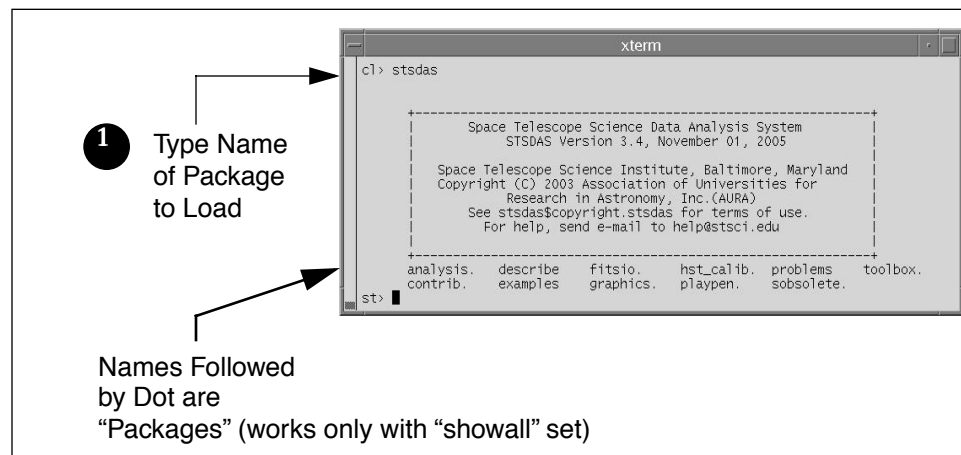 xterm
cl> stsdas
Space Telescope Science Data Analysis System
STSDAS Version 3.4, November 01, 2005
Space Telescope Science Institute, Baltimore, Maryland
Copyright (C) 2003 Association of Universities for
Research in Astronomy, Inc.(AURA)
See stsdas$copyright.stsdas for terms of use.
For help, send e-mail to help@stsci.edu
analysis. describe fitsio. hst_calib. problems toolbox.
contrib. examples graphics. playpen. sobsolete.
st>
1
Type Name
of Package
to Load
Names Followed
by Dot are
“Packages” (works only with “showall” set)